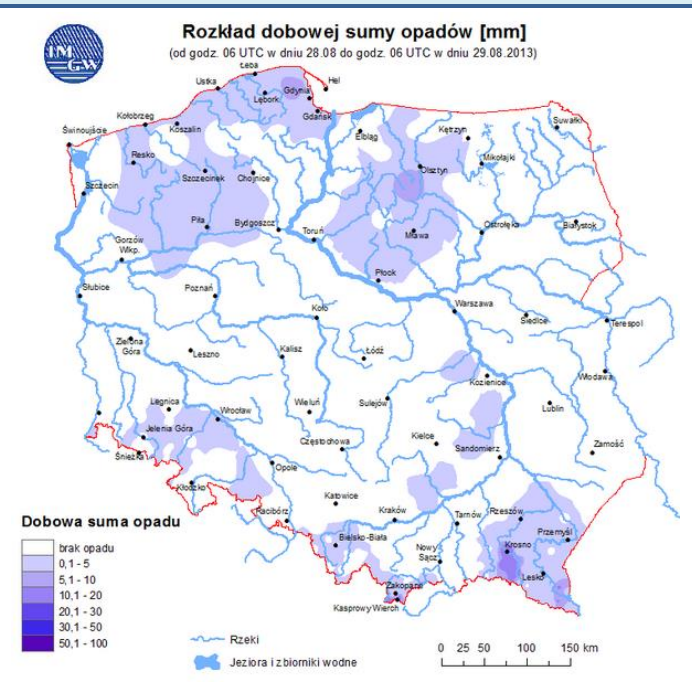 IM
GW
Rozkład dobowej sumy opadów [mm]
(od godz. 06 UTC w dniu 28.08 do godz. 06 UTC w dniu 29.08.2013)
Łeba
Ustka
Hel
Gdynia
Lębork
Gdańsk
Kołobrzeg
Koszalin
Świnoujście
Elbląg
Kętrzyn
Suwałki
Resko
Mikołajki
Olsztyn
Szczecinek
Chojnice
Szczecin
Piła
Bydgoszcz
Toruń
Mława
Ostrołęka
Białystok
Gorzów
Wlkp.
Płock
Słubice
Poznań
Koło
Warszawa
Siedlce
Terespol
Zielona
Góra
Leszno
Kalisz
Łódź
Kozienice
Włodawa
Legnica
Wrocław
Wieluń
Sulejów
Lublin
Jelenia Góra
Częstochowa
Kielce
Sandomierz
Zamość
Śnieżka
Opole
Kłodzko
Katowice
Racibórz
Kraków
Tarnów
Rzeszów
Przemyśl
Bielsko-Biała
Nowy
Sącz
Krosno
Lesko
Zakopane
Kasprowy Wierch
Dobowa suma opadu
brak opadu
0,1 - 5
5,1 - 10
10,1 - 20
20,1 - 30
30,1 - 50
50,1 - 100
Rzeki
Jeziora i zbiorniki wodne
0 25 50 100 150 km